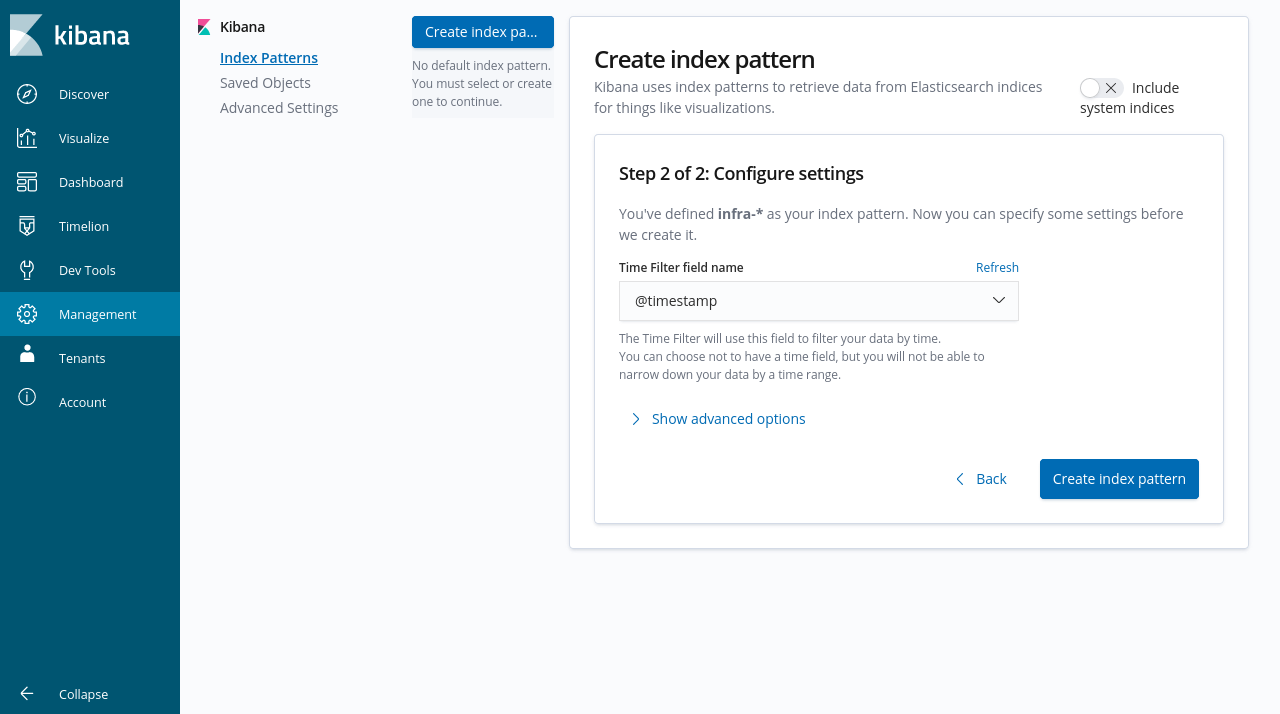 kibana
Discover
Visualize
Dashboard
Timelion
Dev Tools
Management
Tenants
Account
Collapse
Kibana
Index Patterns
Saved Objects
Advanced Settings
Create index pa...
No default index pattern.
You must select or create
one to continue.
Create index pattern
Kibana uses index patterns to retrieve data from Elasticsearch indices
for things like visualizations.
Include
system indices
Step 2 of 2: Configure settings
You've defined infra-* as your index pattern. Now you can specify some settings before
we create it.
Time Filter field name
Refresh
@timestamp
The Time Filter will use this field to filter your data by time.
You can choose not to have a time field, but you will not be able to
narrow down your data by a time range.
Show advanced options
Back
Create index pattern